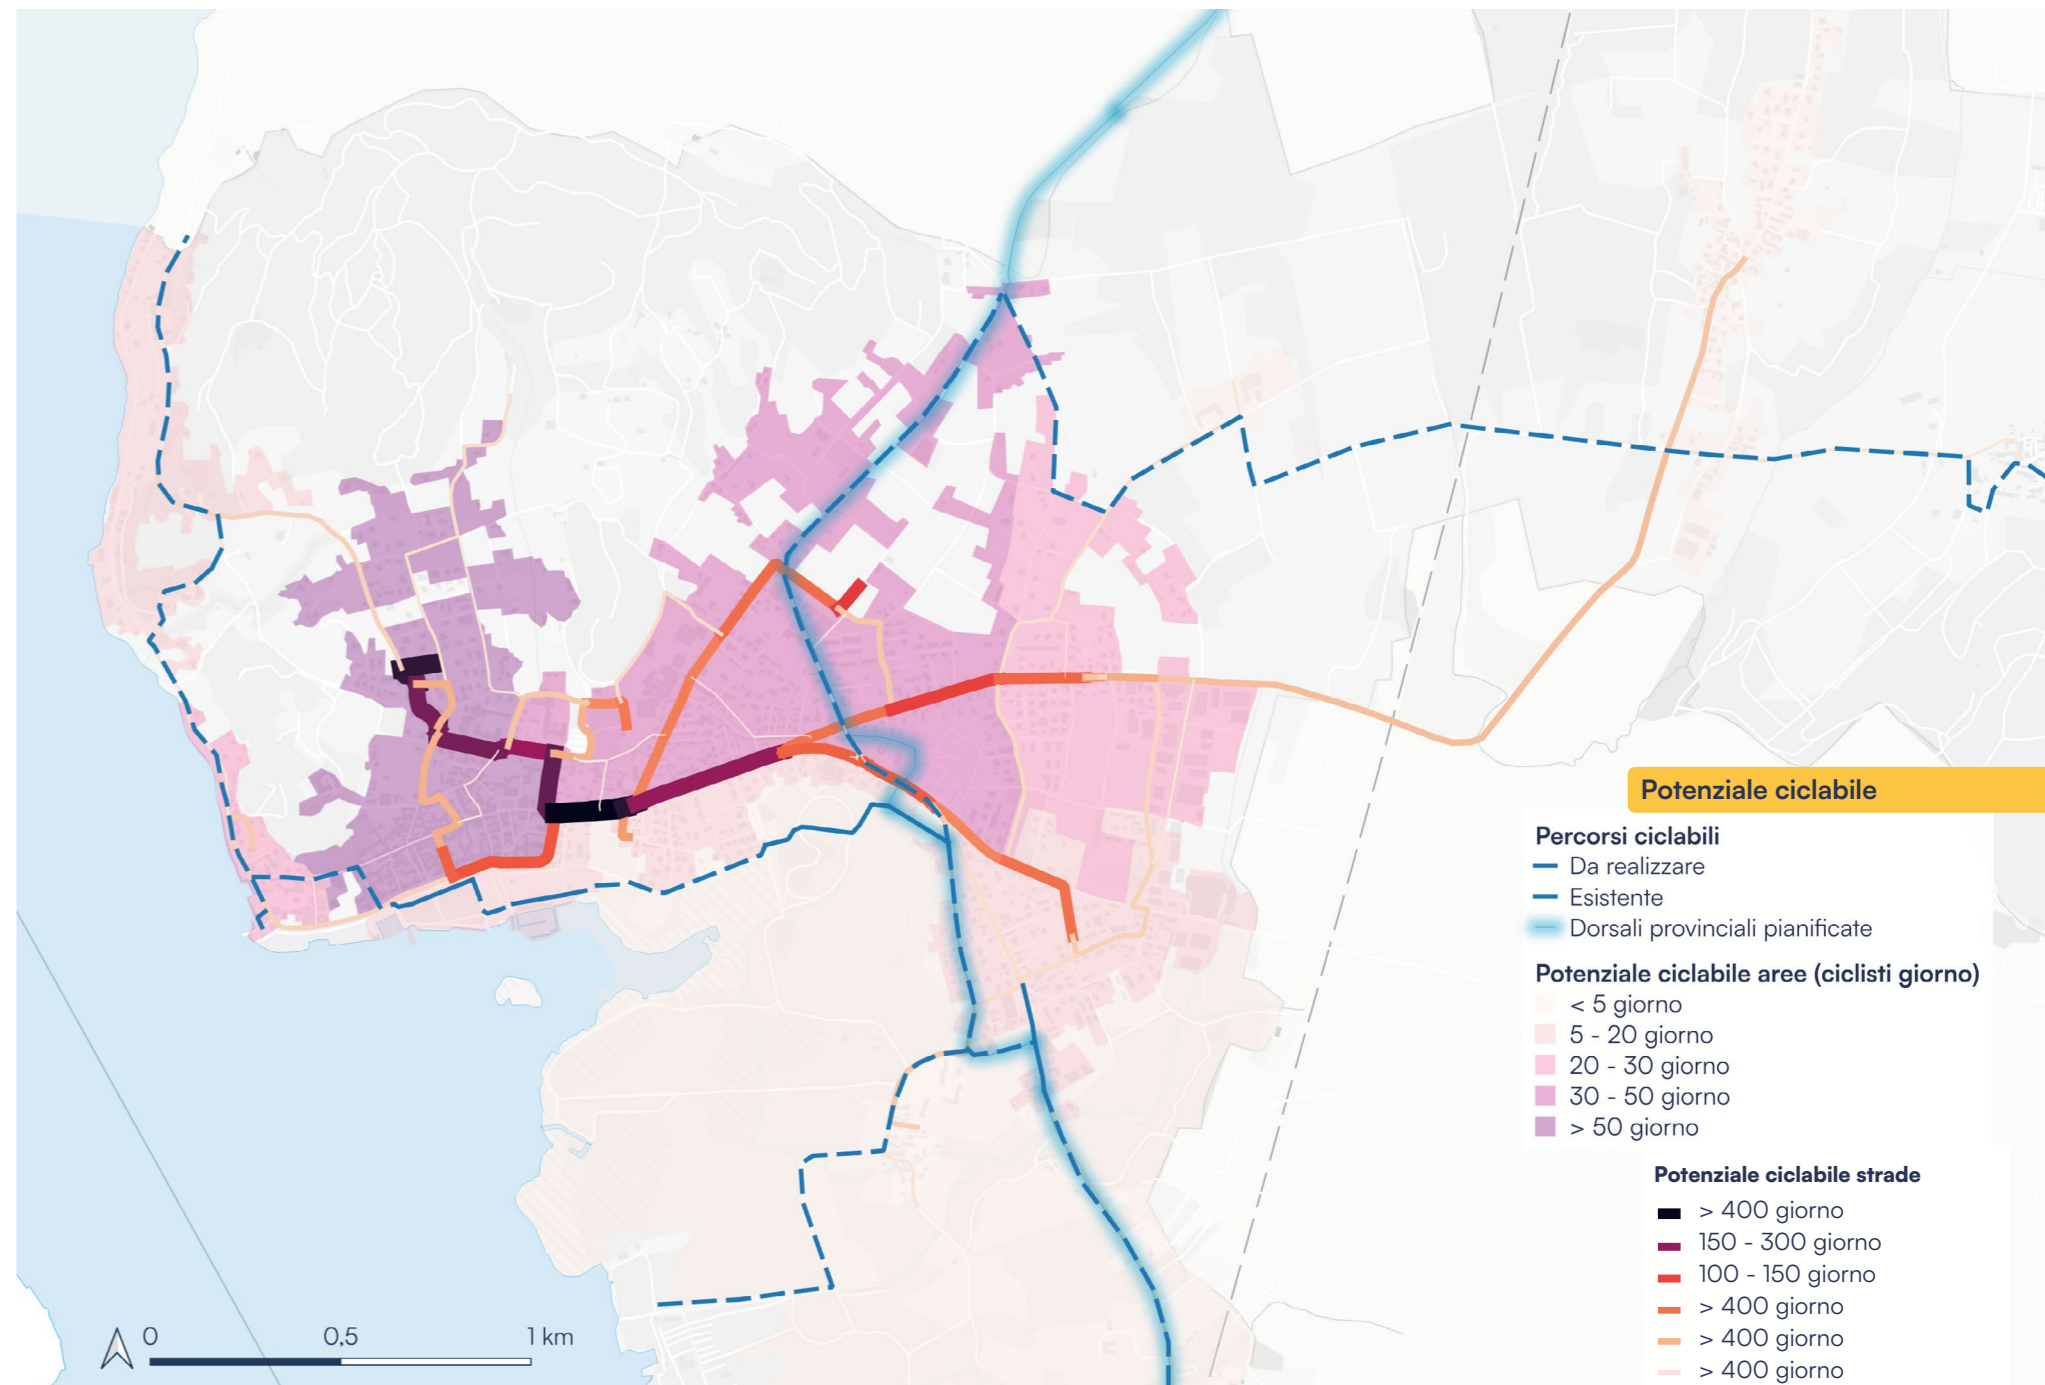 Potenziale ciclabile
Percorsi ciclabili
Da realizzare
Esistente
Dorsali provinciali pianificate
Potenziale ciclabile aree (ciclisti giorno)
< 5 giorno
5 - 20 giorno
20 - 30 giorno
30 - 50 giorno
> 50 giorno
Potenziale ciclabile strade
> 400 giorno
150 - 300 giorno
100 - 150 giorno
> 400 giorno
> 400 giorno
> 400 giorno
0 0,5 1 km